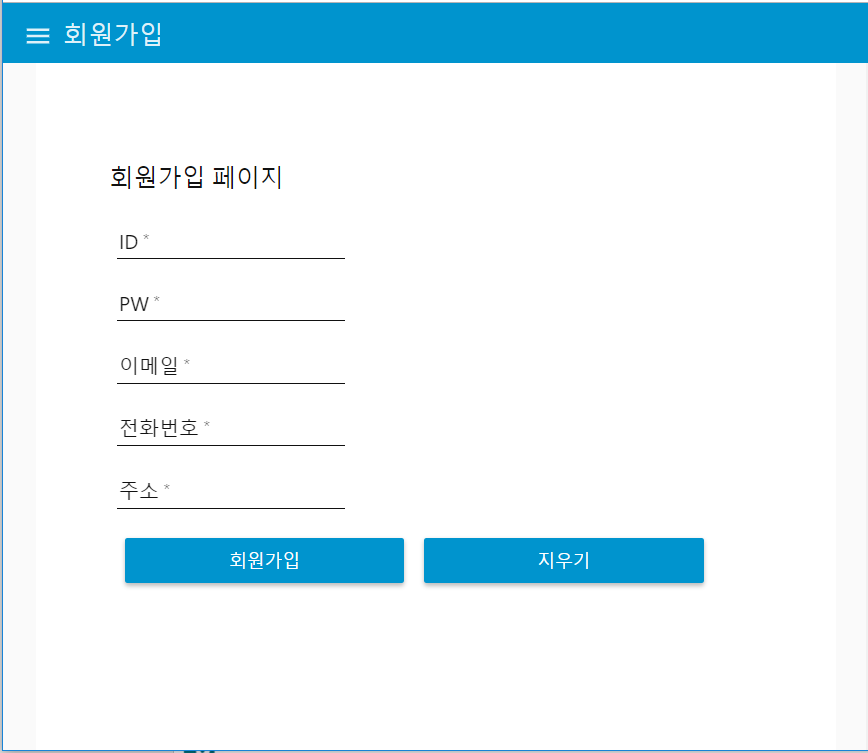 회원가입
회원가입 페이지
ID *
PW *
이메일 *
전화번호 *
주소 *
회원가입 지우기